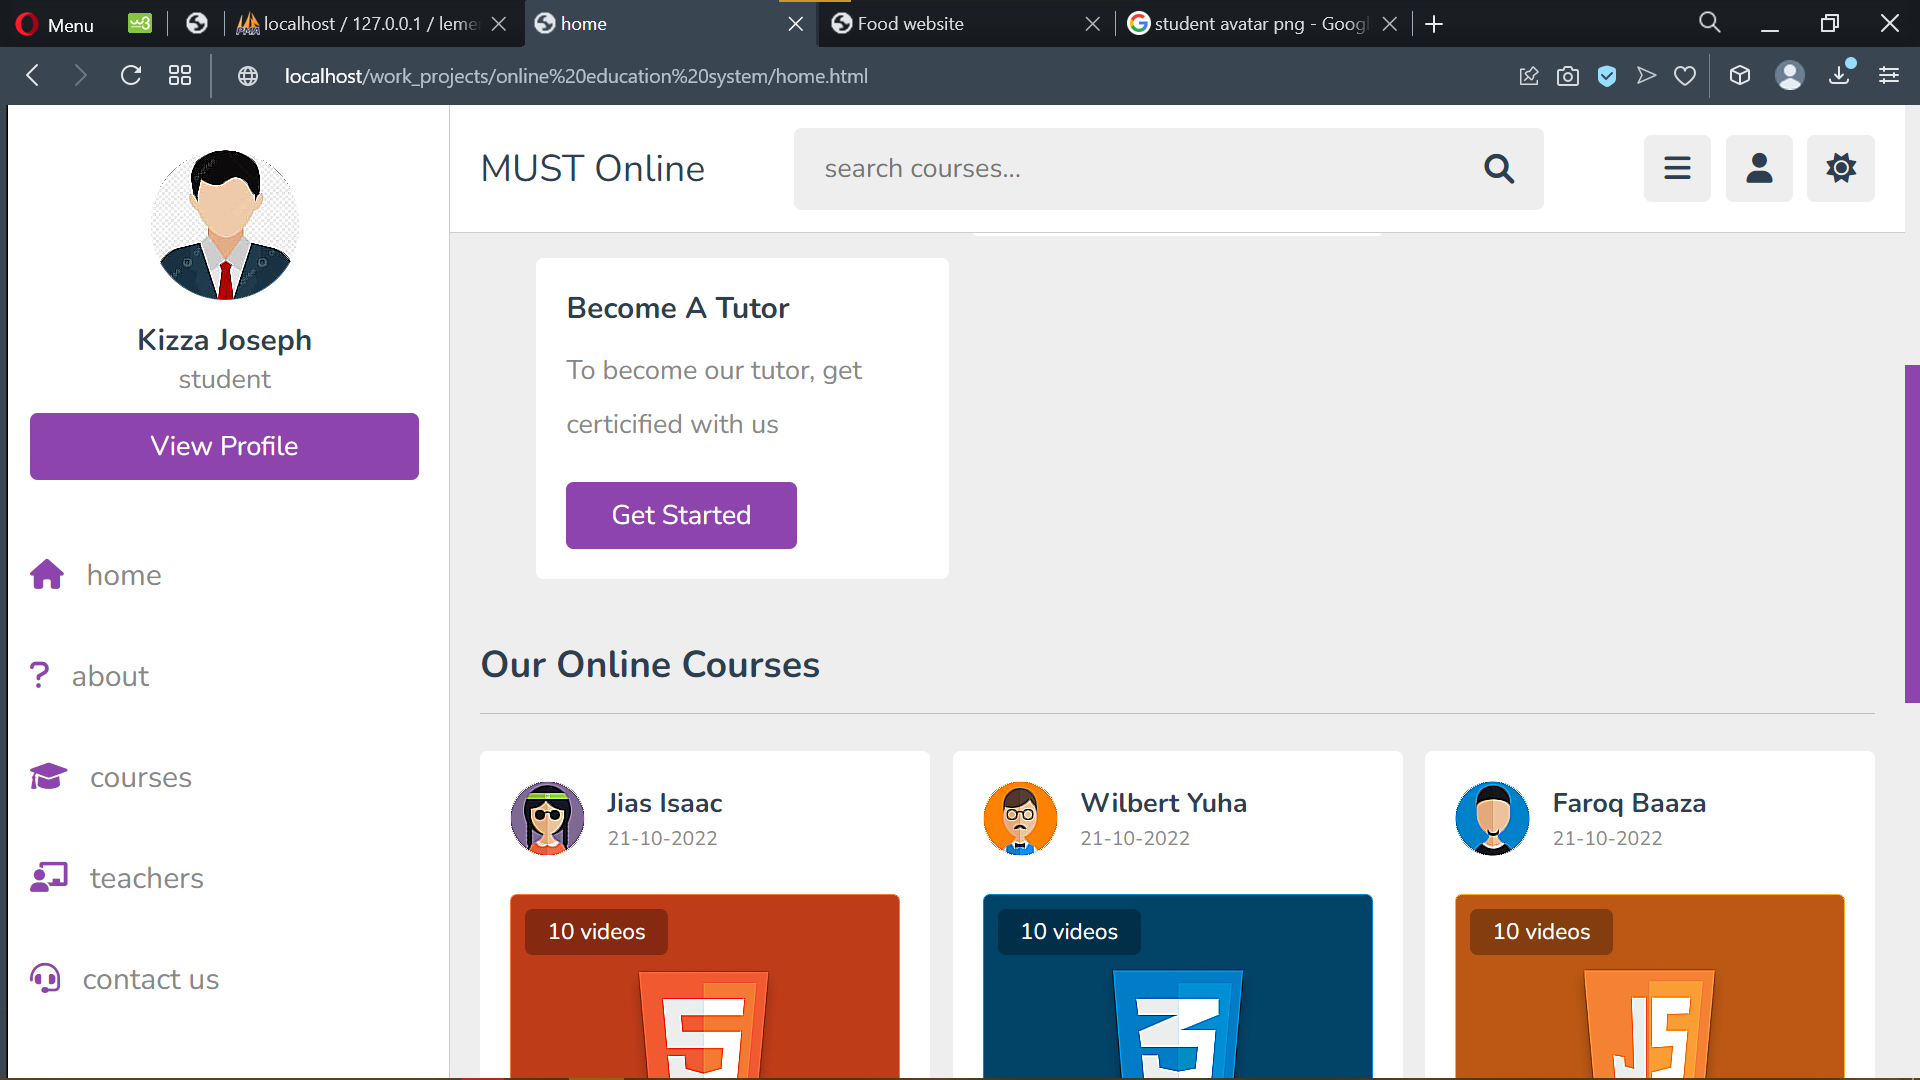 Menu
localhost / 127.0.0.1 / leme
home
Food website
student avatar png - Goog
localhost/work_projects/online%20education%20system/home.html
MUST Online
search courses...
Kizza Joseph
student
View Profile
home
? about
courses
teachers
contact us
Become A Tutor
To become our tutor, get
certicified with us
Get Started
Our Online Courses
Jias Isaac
21-10-2022
10 videos
Wilbert Yuha
21-10-2022
10 videos
Faroq Baaza
21-10-2022
10 videos
JS